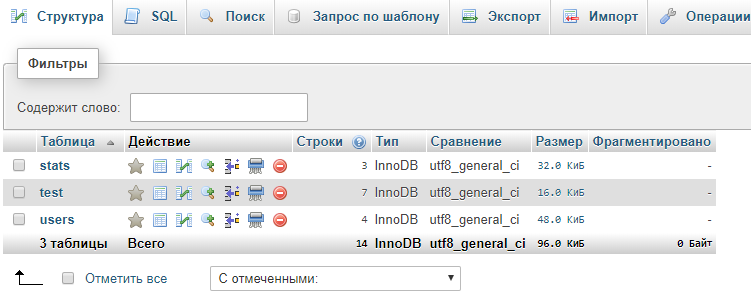 Структура SQL Поиск Запрос по шаблону Экспорт Импорт Операции
Фильтры
Содержит слово:
Таблица Действие Строки Тип Сравнение Размер Фрагментировано
stats 3 InnoDB utf8_general_ci 32.0 КиБ -
test 7 InnoDB utf8_general_ci 16.0 КиБ -
users 4 InnoDB utf8_general_ci 48.0 КиБ -
3 таблицы Всего 14 InnoDB utf8_general_ci 96.0 КиБ 0 Байт
Отметить все С отмеченными: